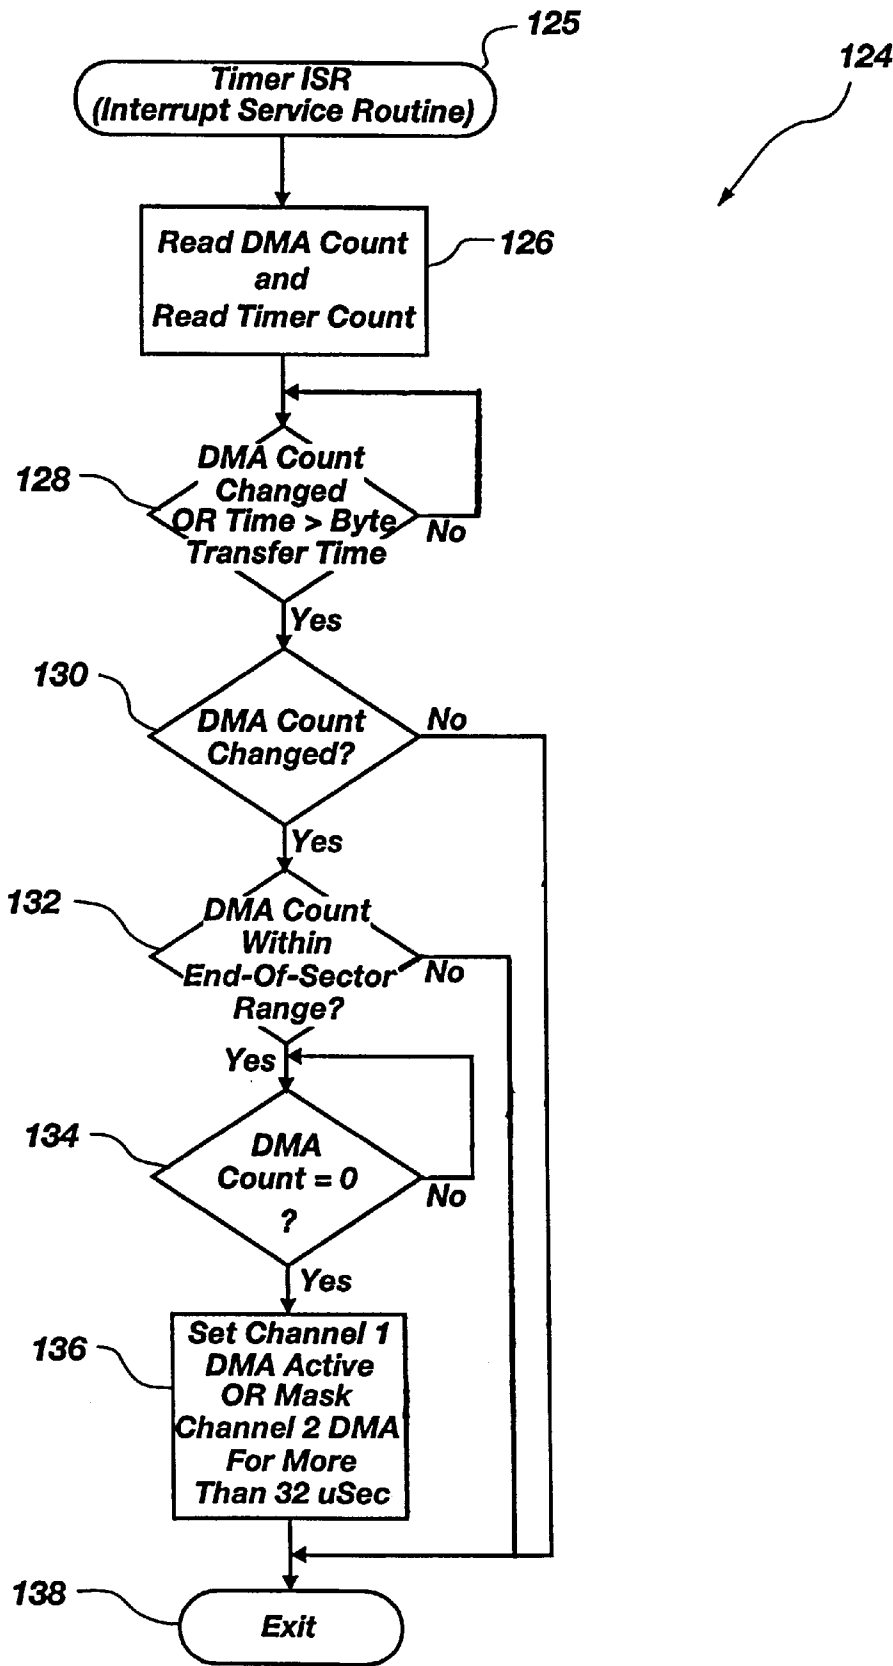 125
124
Timer ISR
(Interrupt Service Routine)
Read DMA Count
and
Read Timer Count
126
DMA Count
Changed
OR Time > Byte
Transfer Time
128
No
Yes
130
DMA Count
Changed?
No
Yes
132
DMA Count
Within
End-Of-Sector
Range?
No
Yes
134
DMA
Count = 0
?
No
Yes
136
Set Channel 1
DMA Active
OR Mask
Channel 2 DMA
For More
Than 32 uSec
138
Exit